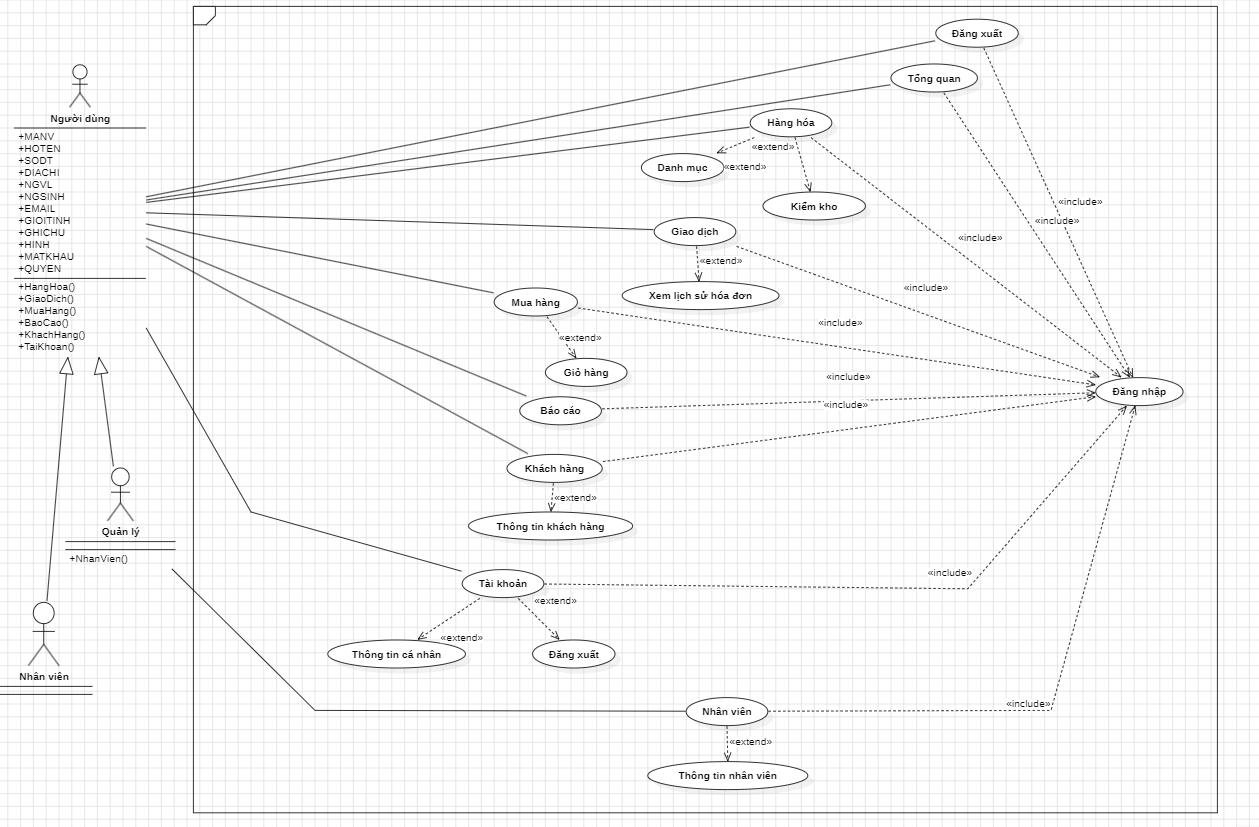 Đăng xuất
Tổng quan
Người dùng
+MANV
+HOTEN
+SODT
+DIACHI
+NGVL
+NGSINH
+EMAIL
+GIOITINH
+GHICHU
+HINH
+MATKHAU
+QUYEN
+HangHoa()
+GiaoDich()
+MuaHang()
+BaoCao()
+KhachHang()
+TaiKhoan()
Hàng hóa
«extend»
Danh mục
«extend»
Kiểm kho
«include»
«include»
«include»
Giao dịch
«extend»
Xem lịch sử hóa đơn
«include»
Mua hàng
«include»
«extend»
Giỏ hàng
«include»
Đăng nhập
Báo cáo
«include»
Khách hàng
«extend»
Thông tin khách hàng
Quản lý
+NhanVien()
Tài khoản
«include»
«extend»
«extend»
Thông tin cá nhân
Đăng xuất
Nhân viên
Nhân viên
«include»
«extend»
Thông tin nhân viên